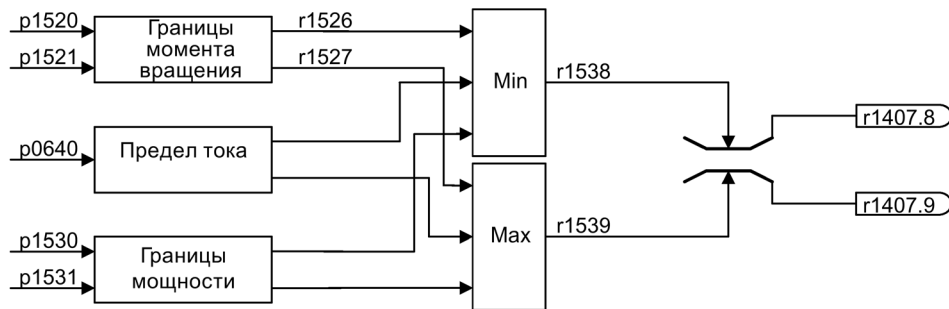 p1520
p1521
Границы
момента
вращения
r1526
r1527
p0640
Предел тока
p1530
p1531
Границы
мощности
Min
Max
r1538
r1539
r1407.8
r1407.9